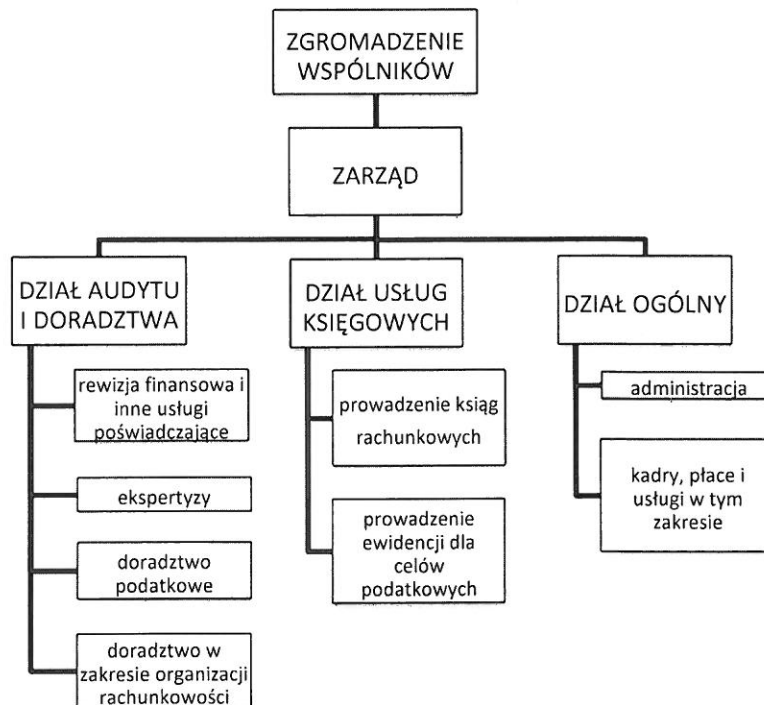 ZGROMADZENIE
WSPÓLNIKÓW
ZARZĄD
DZIAŁ AUDYTU
I DORADZTWA
rewizja finansowa i
inne usługi
poświadczające
ekspertyzy
doradztwo
podatkowe
doradztwo w
zakresie organizacji
rachunkowości
DZIAŁ USŁUG
KSIĘGOWYCH
prowadzenie ksiąg
rachunkowych
prowadzenie
ewidencji dla
celów
podatkowych
DZIAŁ OGÓLNY
administracja
kadry, płace i
usługi w tym
zakresie